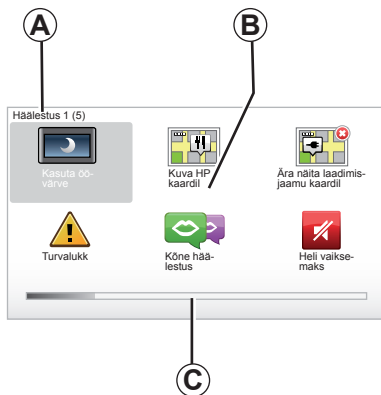 A
B
Häälestus 1 (5)
Kasuta öö-
värve
Kuva HP
kaardil
Ära näita laadimis-
jaamu kaardil
Turvalukk
Kõne hää-
lestus
Heli vaikse-
maks
C